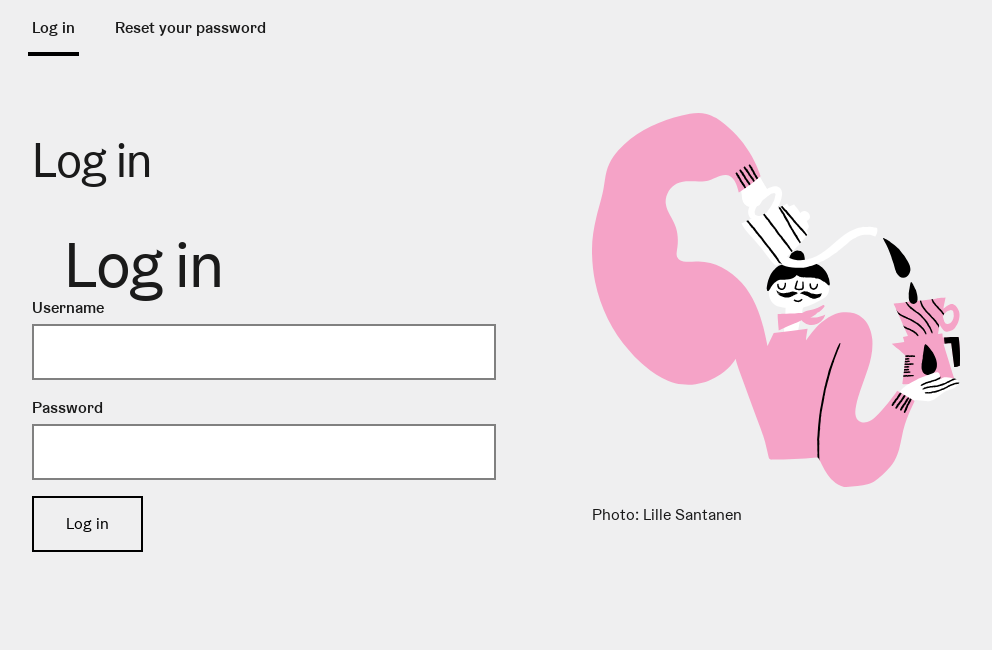 Log in
Reset your password
Log in
Log in
Username
Password
Log in
Photo: Lille Santanen